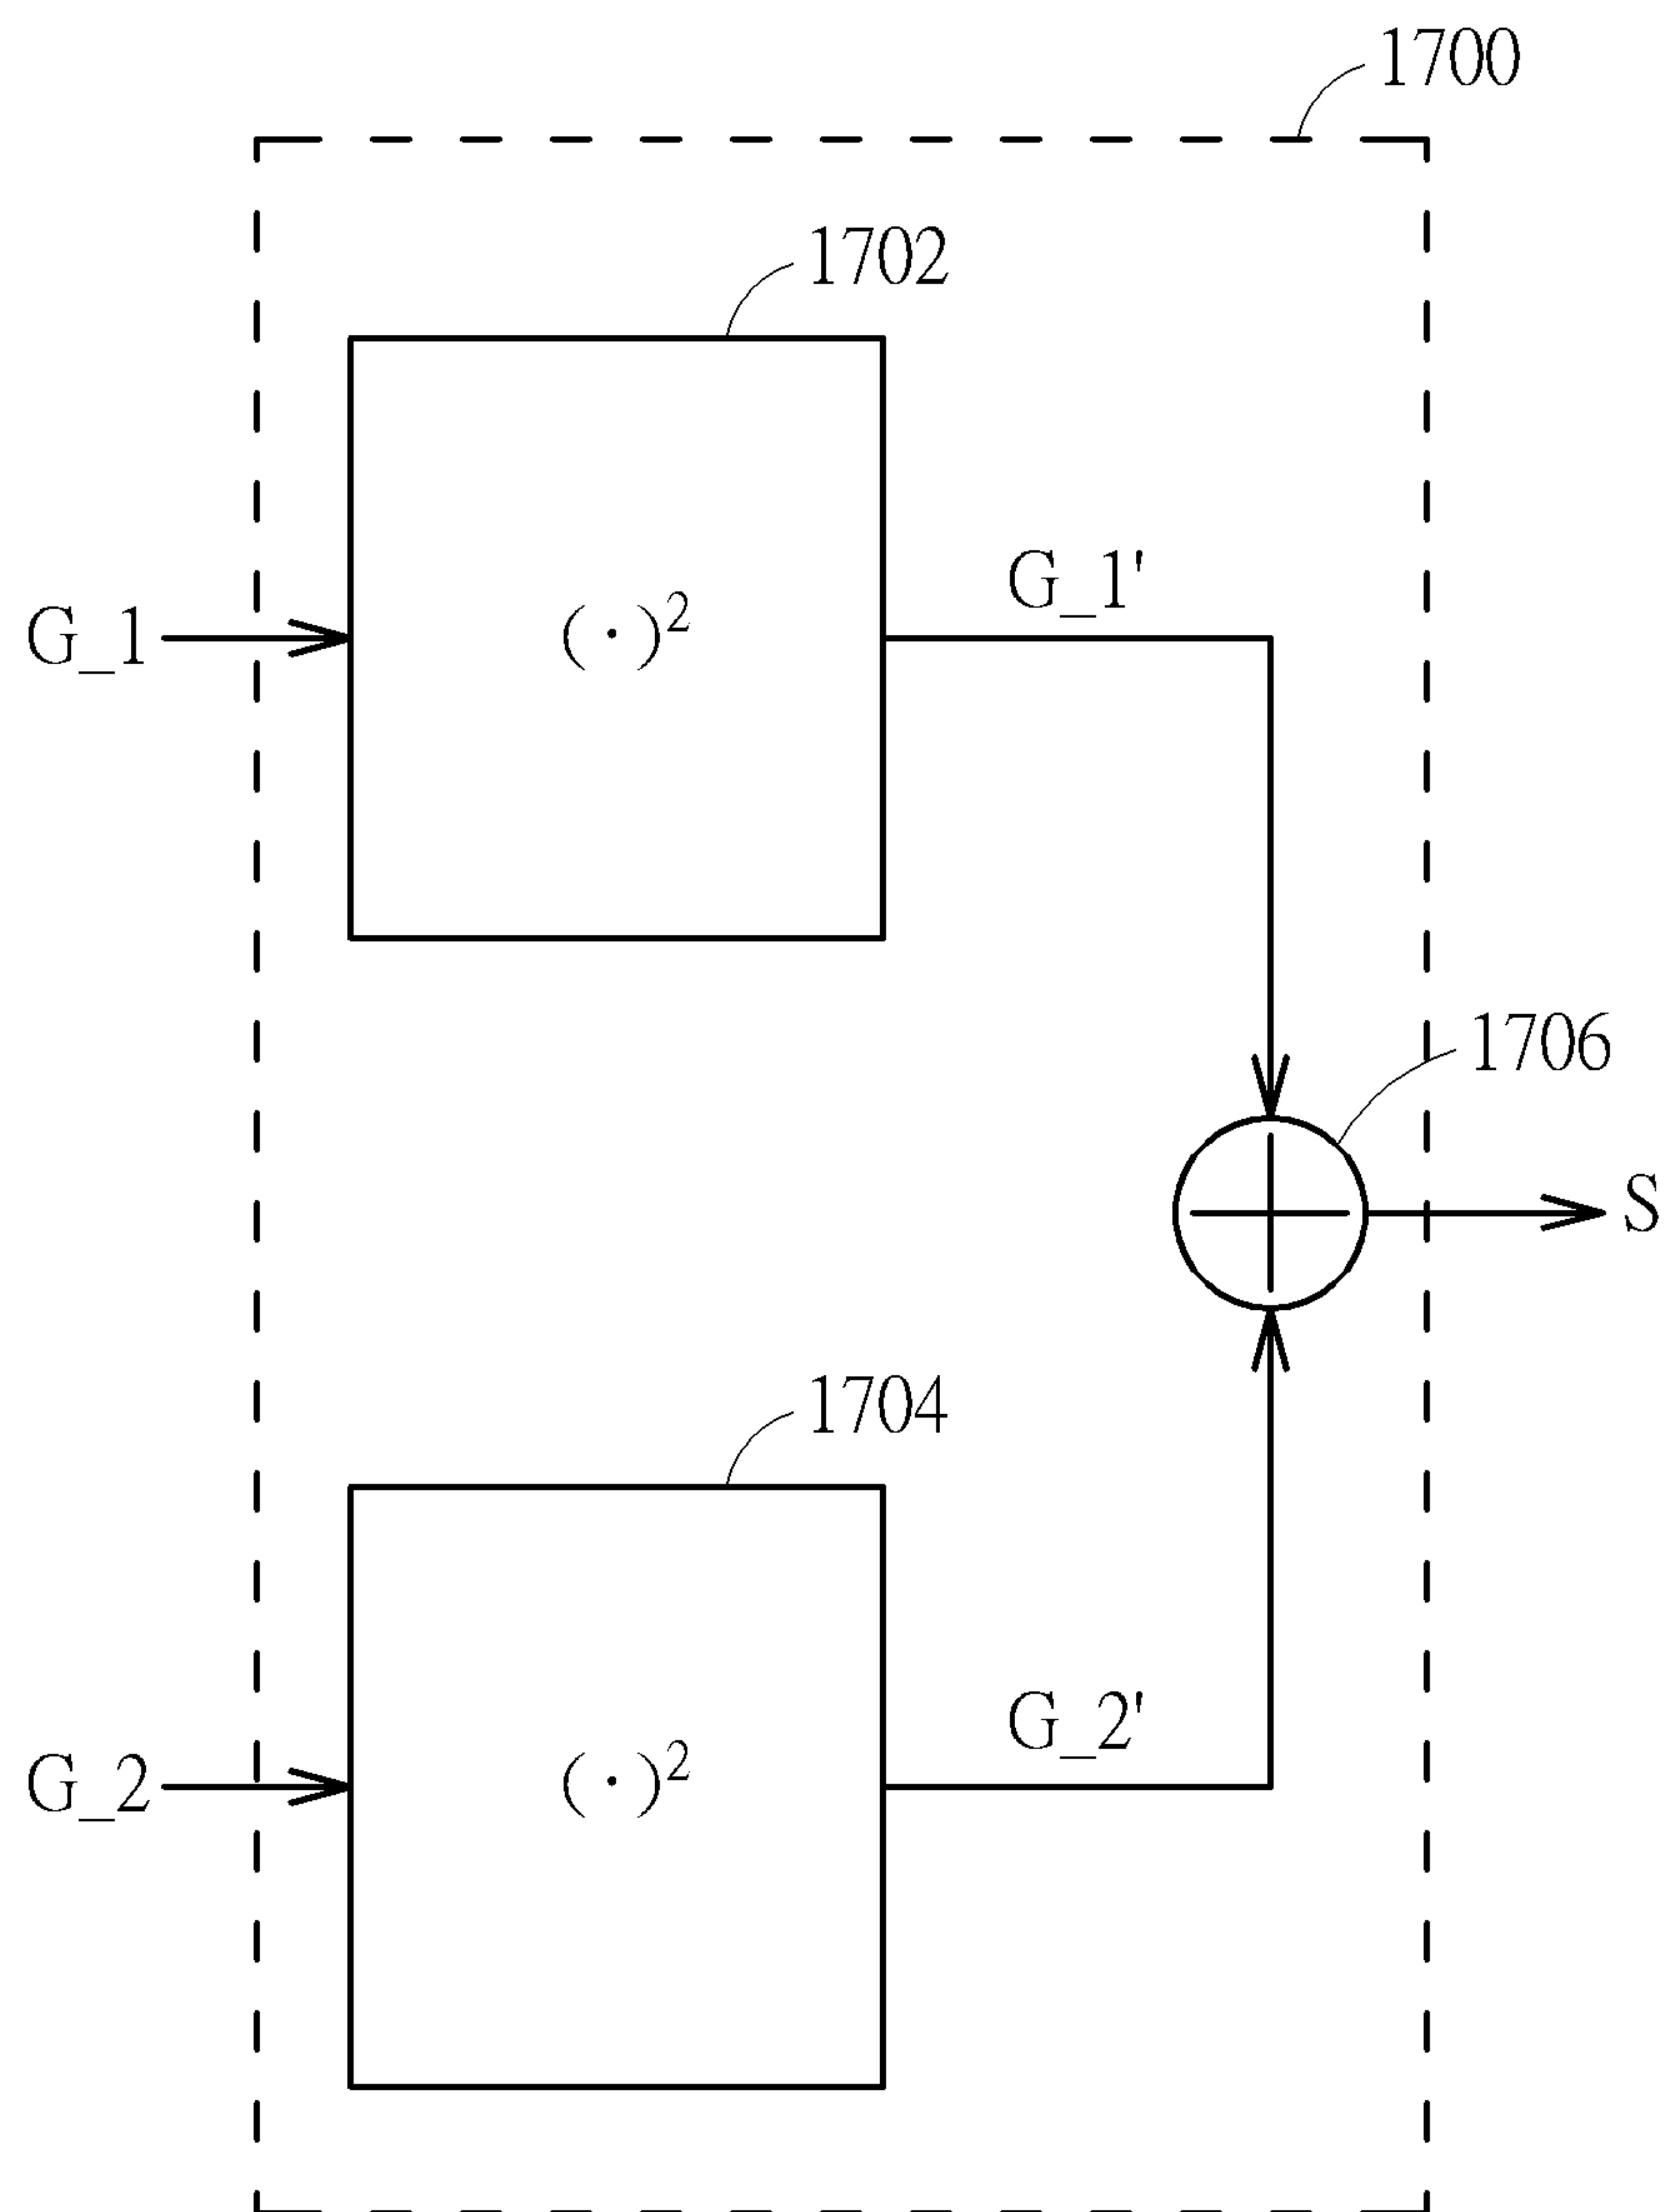 1700
1702
G_1
( · )²
G_1'
1706
S
1704
G_2
( · )²
G_2'